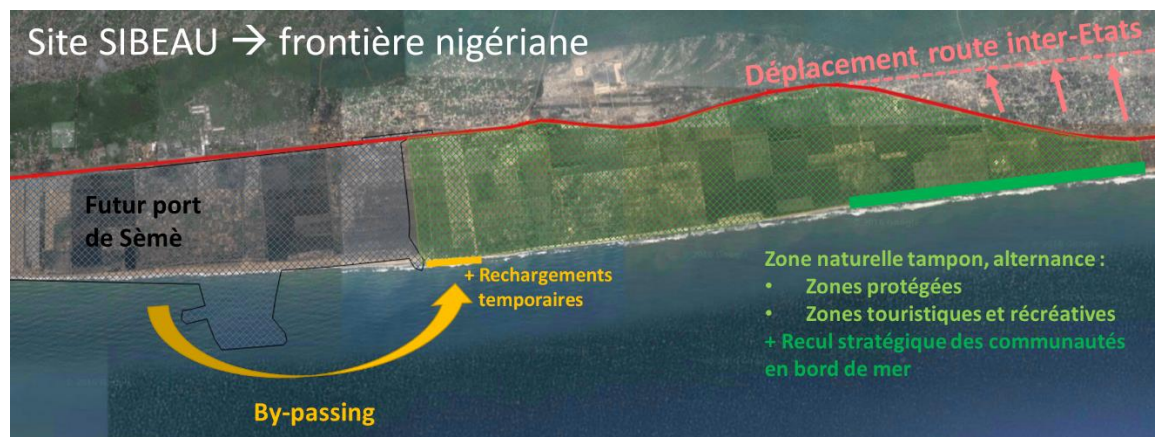 Site SIBEAU → frontière nigériane
Déplacement route inter-Etats
Futur port
de Sèmè
+ Rechargements
temporaires
By-passing
Zone naturelle tampon, alternance :
• Zones protégées
• Zones touristiques et récréatives
+ Recul stratégique des communautés
en bord de mer